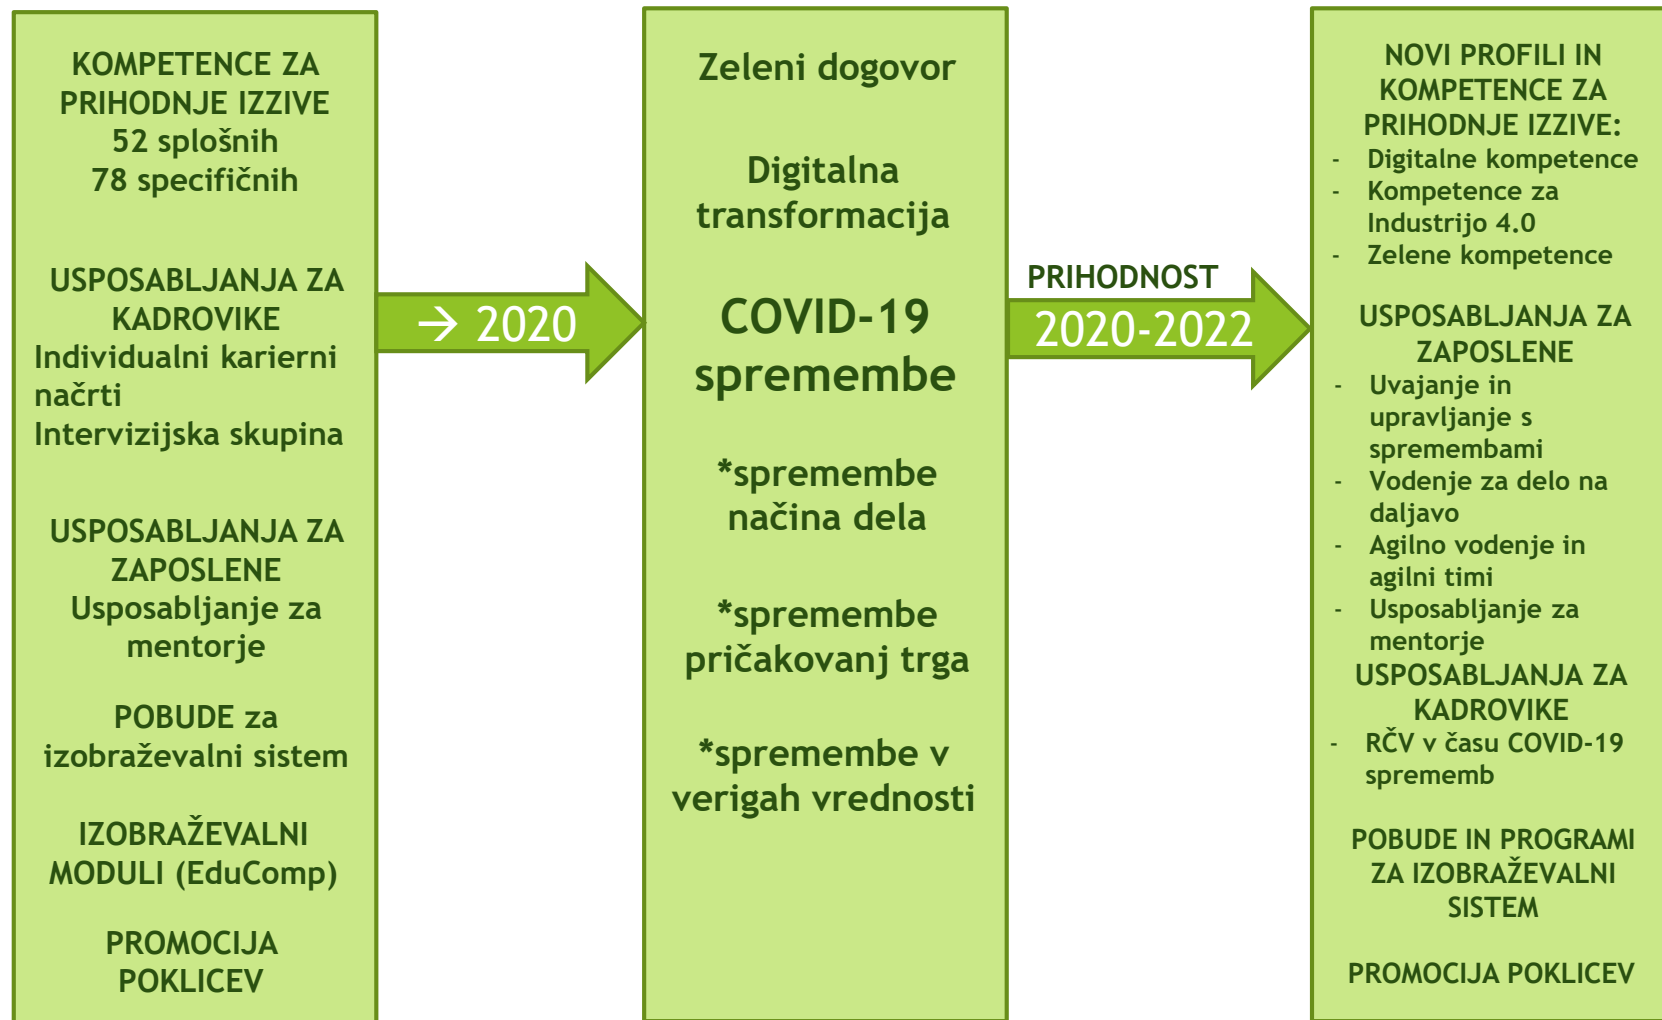 KOMPETENCE ZA
PRIHODNJE IZZIVE
52 splošnih
78 specifičnih
USPOSABLJANJA ZA
KADROVIKE
Individualni karierni
načrti
Intervizijska skupina
USPOSABLJANJA ZA
ZAPOSLENE
Usposabljanje za
mentorje
POBUDE za
izobraževalni sistem
IZOBRAŽEVALNI
MODULI (EduComp)
PROMOCIJA
POKLICEV
→ 2020
Zeleni dogovor
Digitalna
transformacija
COVID-19
spremembe
*spremembe
načina dela
*spremembe
pričakovanj trga
*spremembe v
verigah vrednosti
PRIHODNOST
2020-2022
NOVI PROFILI IN
KOMPETENCE ZA
PRIHODNJE IZZIVE:
- Digitalne kompetence
- Kompetence za
Industrijo 4.0
- Zelene kompetence
USPOSABLJANJA ZA
ZAPOSLENE
- Uvajanje in
upravljanje s
spremembami
- Vodenje za delo na
daljavo
- Agilno vodenje in
agilni timi
- Usposabljanje za
mentorje
USPOSABLJANJA ZA
KADROVIKE
- RČV v času COVID-19
sprememb
POBUDE IN PROGRAMI
ZA IZOBRAŽEVALNI
SISTEM
PROMOCIJA POKLICEV